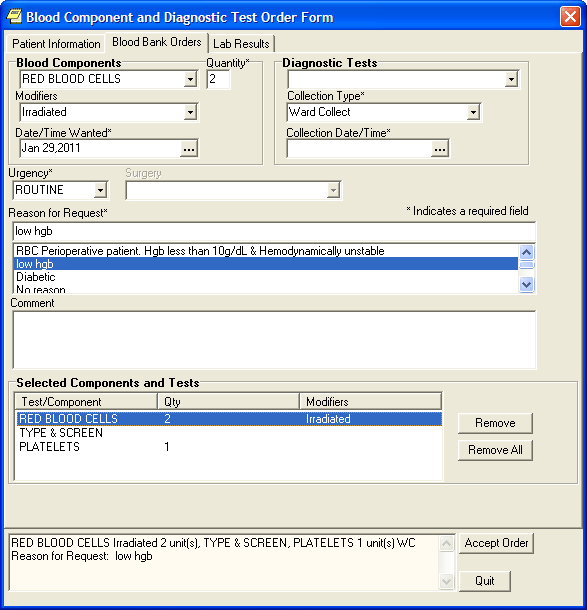 Blood Component and Diagnostic Test Order Form
Patient Information Blood Bank Orders Lab Results
Blood Components Quantity* Diagnostic Tests
RED BLOOD CELLS 2
Modifiers Collection Type*
Irradiated Ward Collect
Date/Time Wanted* Collection Date/Time*
Jan 29,2011 ... ...
Urgency* Surgery
ROUTINE
Reason for Request* * Indicates a required field
low hgb
RBC Perioperative patient. Hgb less than 10g/dL & Hemodynamically unstable
low hgb
Diabetic
No reason
Comment
Selected Components and Tests
Test/Component Qty Modifiers
RED BLOOD CELLS 2 Irradiated
TYPE & SCREEN
PLATELETS 1
Remove
Remove All
RED BLOOD CELLS Irradiated 2 unit(s), TYPE & SCREEN, PLATELETS 1 unit(s) WC
Reason for Request: low hgb
Accept Order
Quit